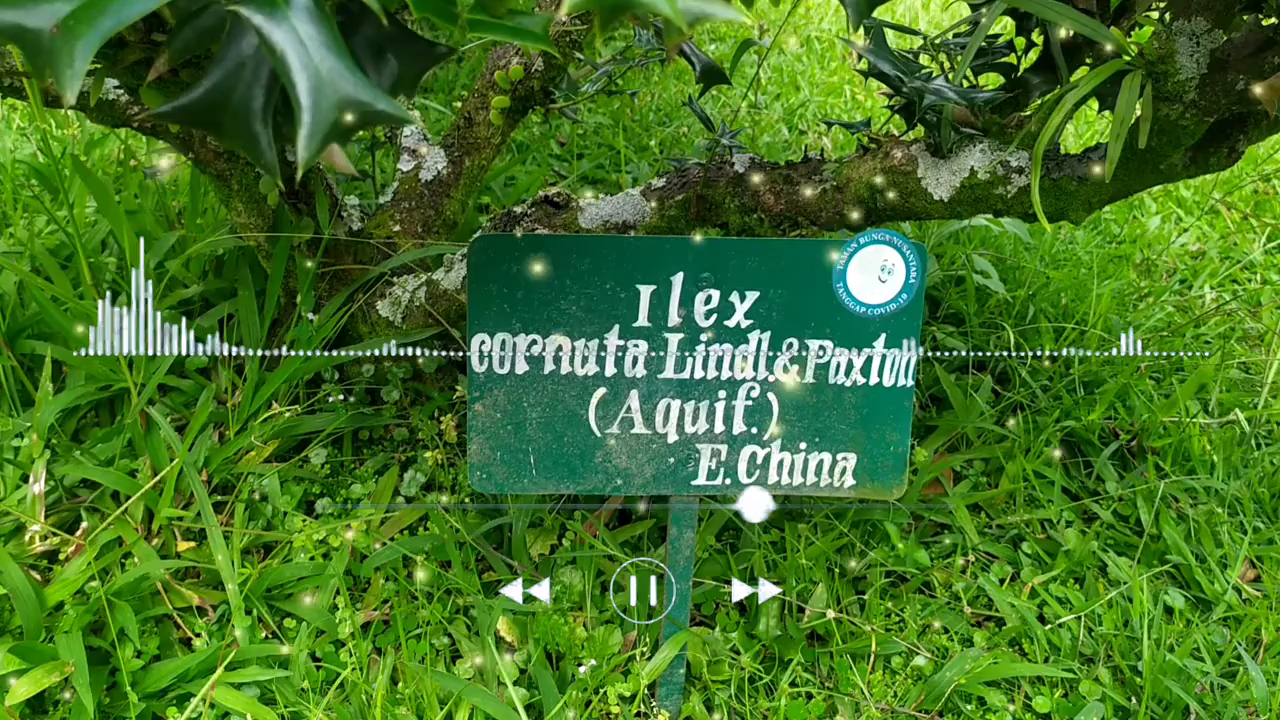 TAMAN BUNGA NUSANTARA
TANGGAP COVID-19
Ilex
cornuta Lindl.&Paxton
(Aquif.)
E.China